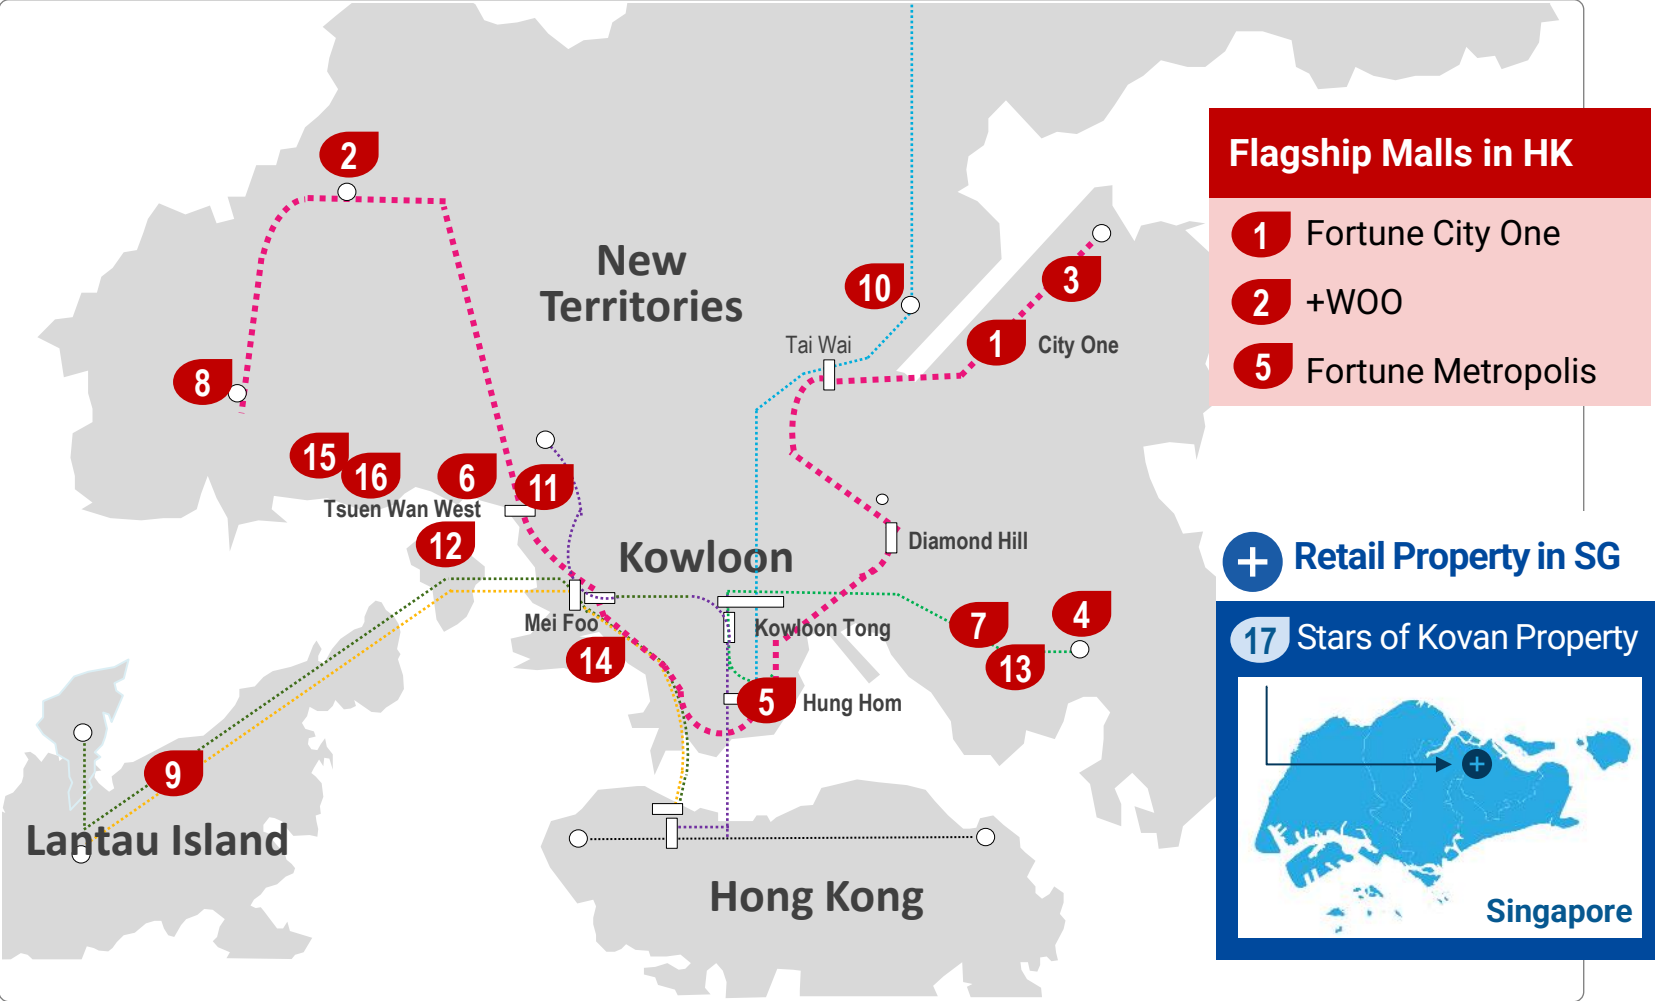 2
New
Territories
10
3
Tai Wai
1
City One
8
15
16
6
11
Tsuen Wan West
12
Kowloon
Diamond Hill
Mei Foo
Kowloon Tong
7
4
14
13
5
Hung Hom
9
Lantau Island
Hong Kong
Flagship Malls in HK
1 Fortune City One
2 +WOO
5 Fortune Metropolis
+ Retail Property in SG
17 Stars of Kovan Property
+
Singapore